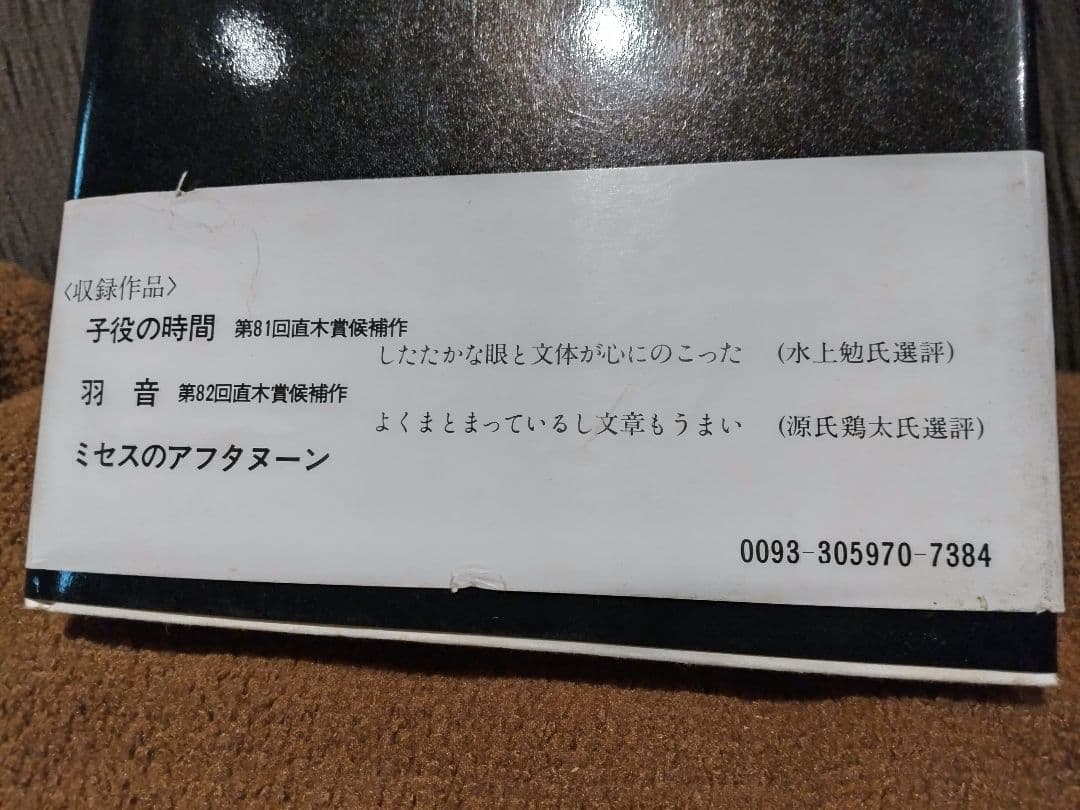 〈収録作品〉
子役の時間 第81回直木賞候補作
したたかな眼と文体が心にのこった (水上勉氏選評)
羽 音 第82回直木賞候補作
よくまとまっているし文章もうまい (源氏鶏太氏選評)
ミセスのアフタヌーン
0093-305970-7384